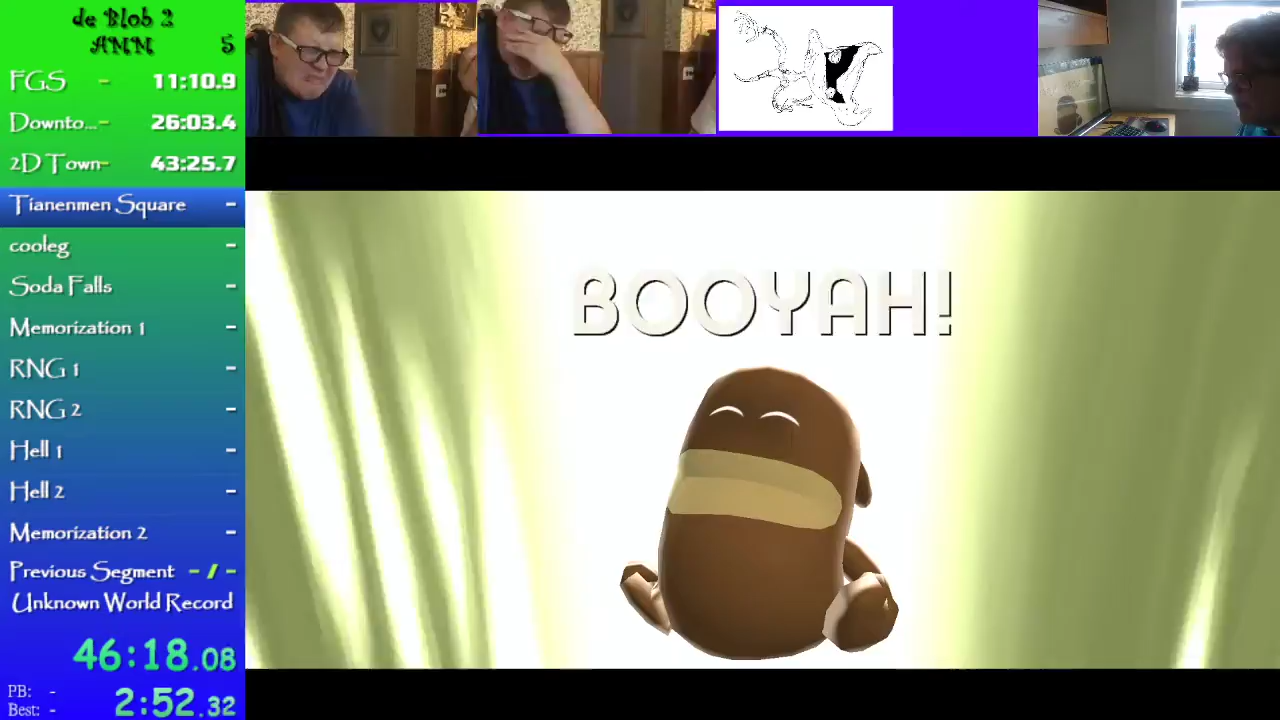 de Blob 2
ANM 5
FGS - 11:10.9
Downto...- 26:03.4
2D Town- 43:25.7
Tianenmen Square -
cooleg -
Soda Falls -
Memorization 1 -
RNG 1 -
RNG 2 -
Hell 1 -
Hell 2 -
Memorization 2 -
Previous Segment - / -
Unknown World Record
46:18.08
PB: -
Best: - 2:52.32
BOOYAH!